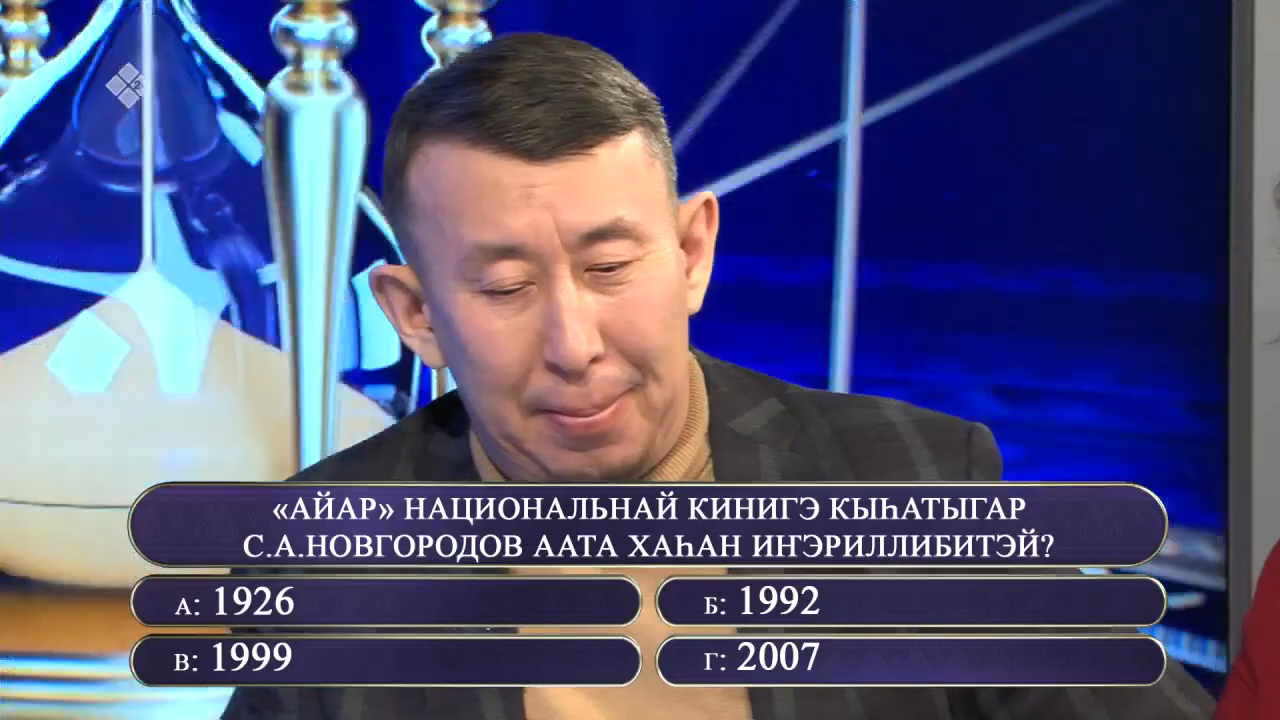 «АЙАР» НАЦИОНАЛЬНАЙ КИНИГЭ КЫҺАТЫГАР
С.А.НОВГОРОДОВ ААТА ХАҺАН ИҤЭРИЛЛИБИТЭЙ?
А: 1926
Б: 1992
В: 1999
Г: 2007